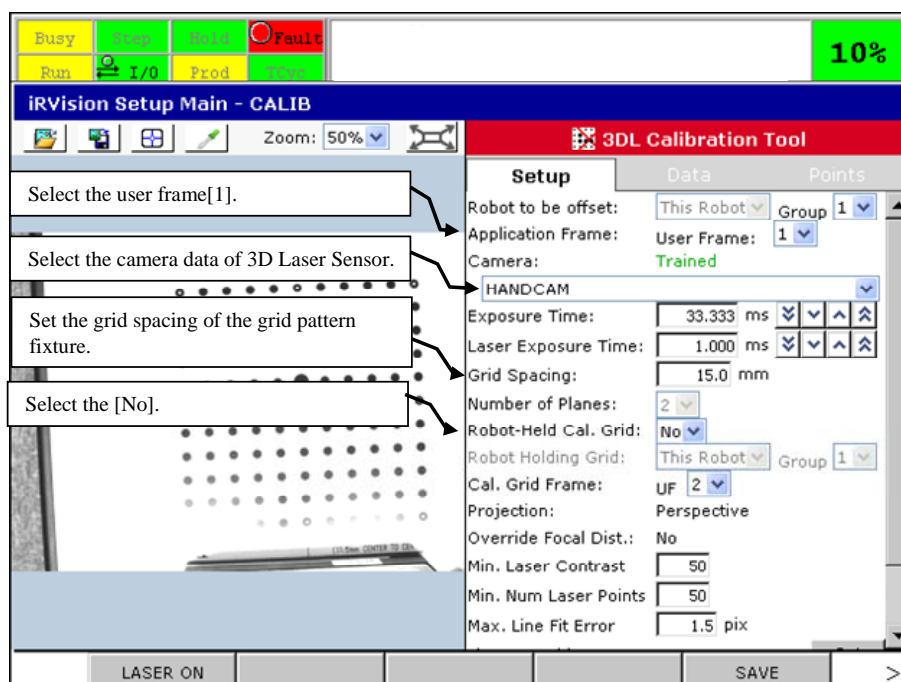 Busy Step Hold Fault
Run I/O Prod TCyc
10%
iRVision Setup Main - CALIB
Zoom: 50%
3DL Calibration Tool
Setup Data Points
Select the user frame[1].
Select the camera data of 3D Laser Sensor.
Set the grid spacing of the grid pattern
fixture.
Select the [No].
Robot to be offset: This Robot Group 1
Application Frame: User Frame: 1
Camera: Trained
HANDCAM
Exposure Time: 33.333 ms
Laser Exposure Time: 1.000 ms
Grid Spacing: 15.0 mm
Number of Planes: 2
Robot-Held Cal. Grid: No
Robot Holding Grid: This Robot Group 1
Cal. Grid Frame: UF 2
Projection: Perspective
Override Focal Dist.: No
Min. Laser Contrast 50
Min. Num Laser Points 50
Max. Line Fit Error 1.5 pix
LASER ON SAVE >